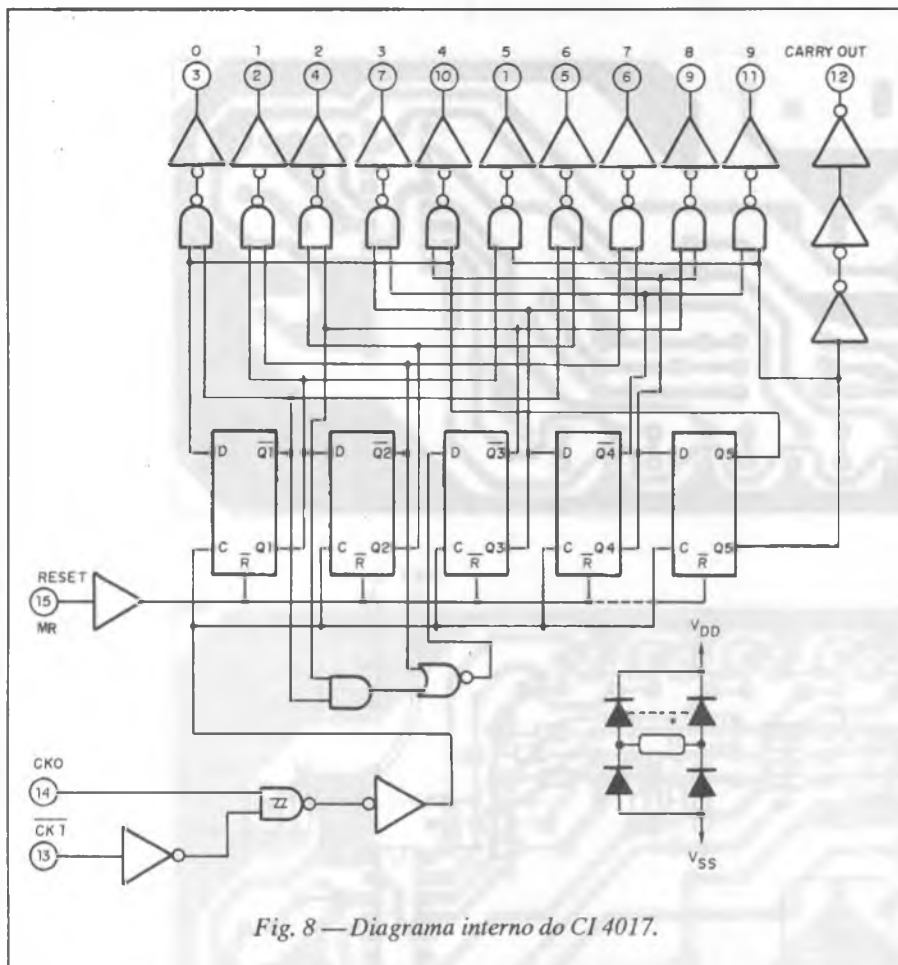 0 1 2 3 4 5 6 7 8 9 CARRY OUT
3 2 4 7 10 1 5 6 9 11 12
D Q1 D Q2 D Q3 D Q4 D Q5
C Q1 C Q2 C Q3 C Q4 C Q5
R R R R R
RESET
15
MR
VDD
CK0
14
CK1
13
VSS
Fig. 8 — Diagrama interno do CI 4017.